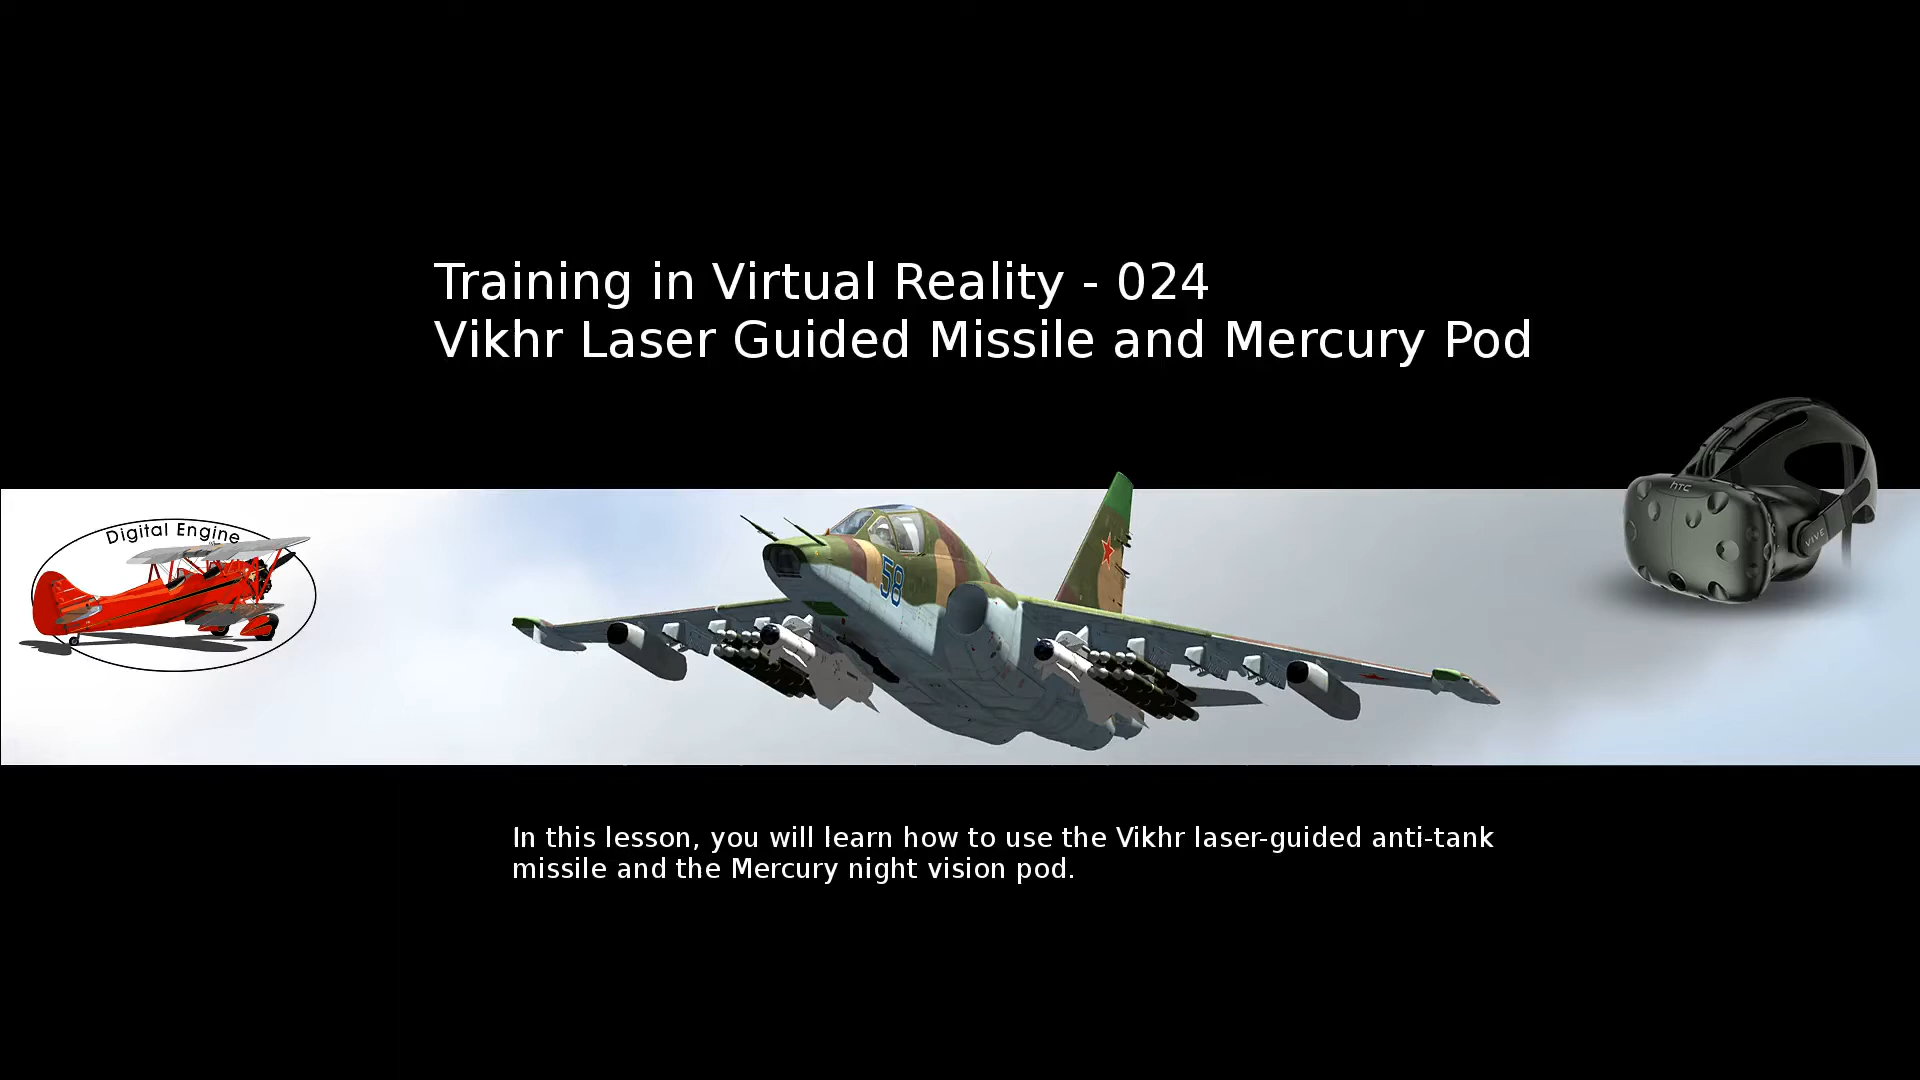 Training in Virtual Reality - 024
Vikhr Laser Guided Missile and Mercury Pod
hTC
VIVE
Digital Engine
58
In this lesson, you will learn how to use the Vikhr laser-guided anti-tank
missile and the Mercury night vision pod.